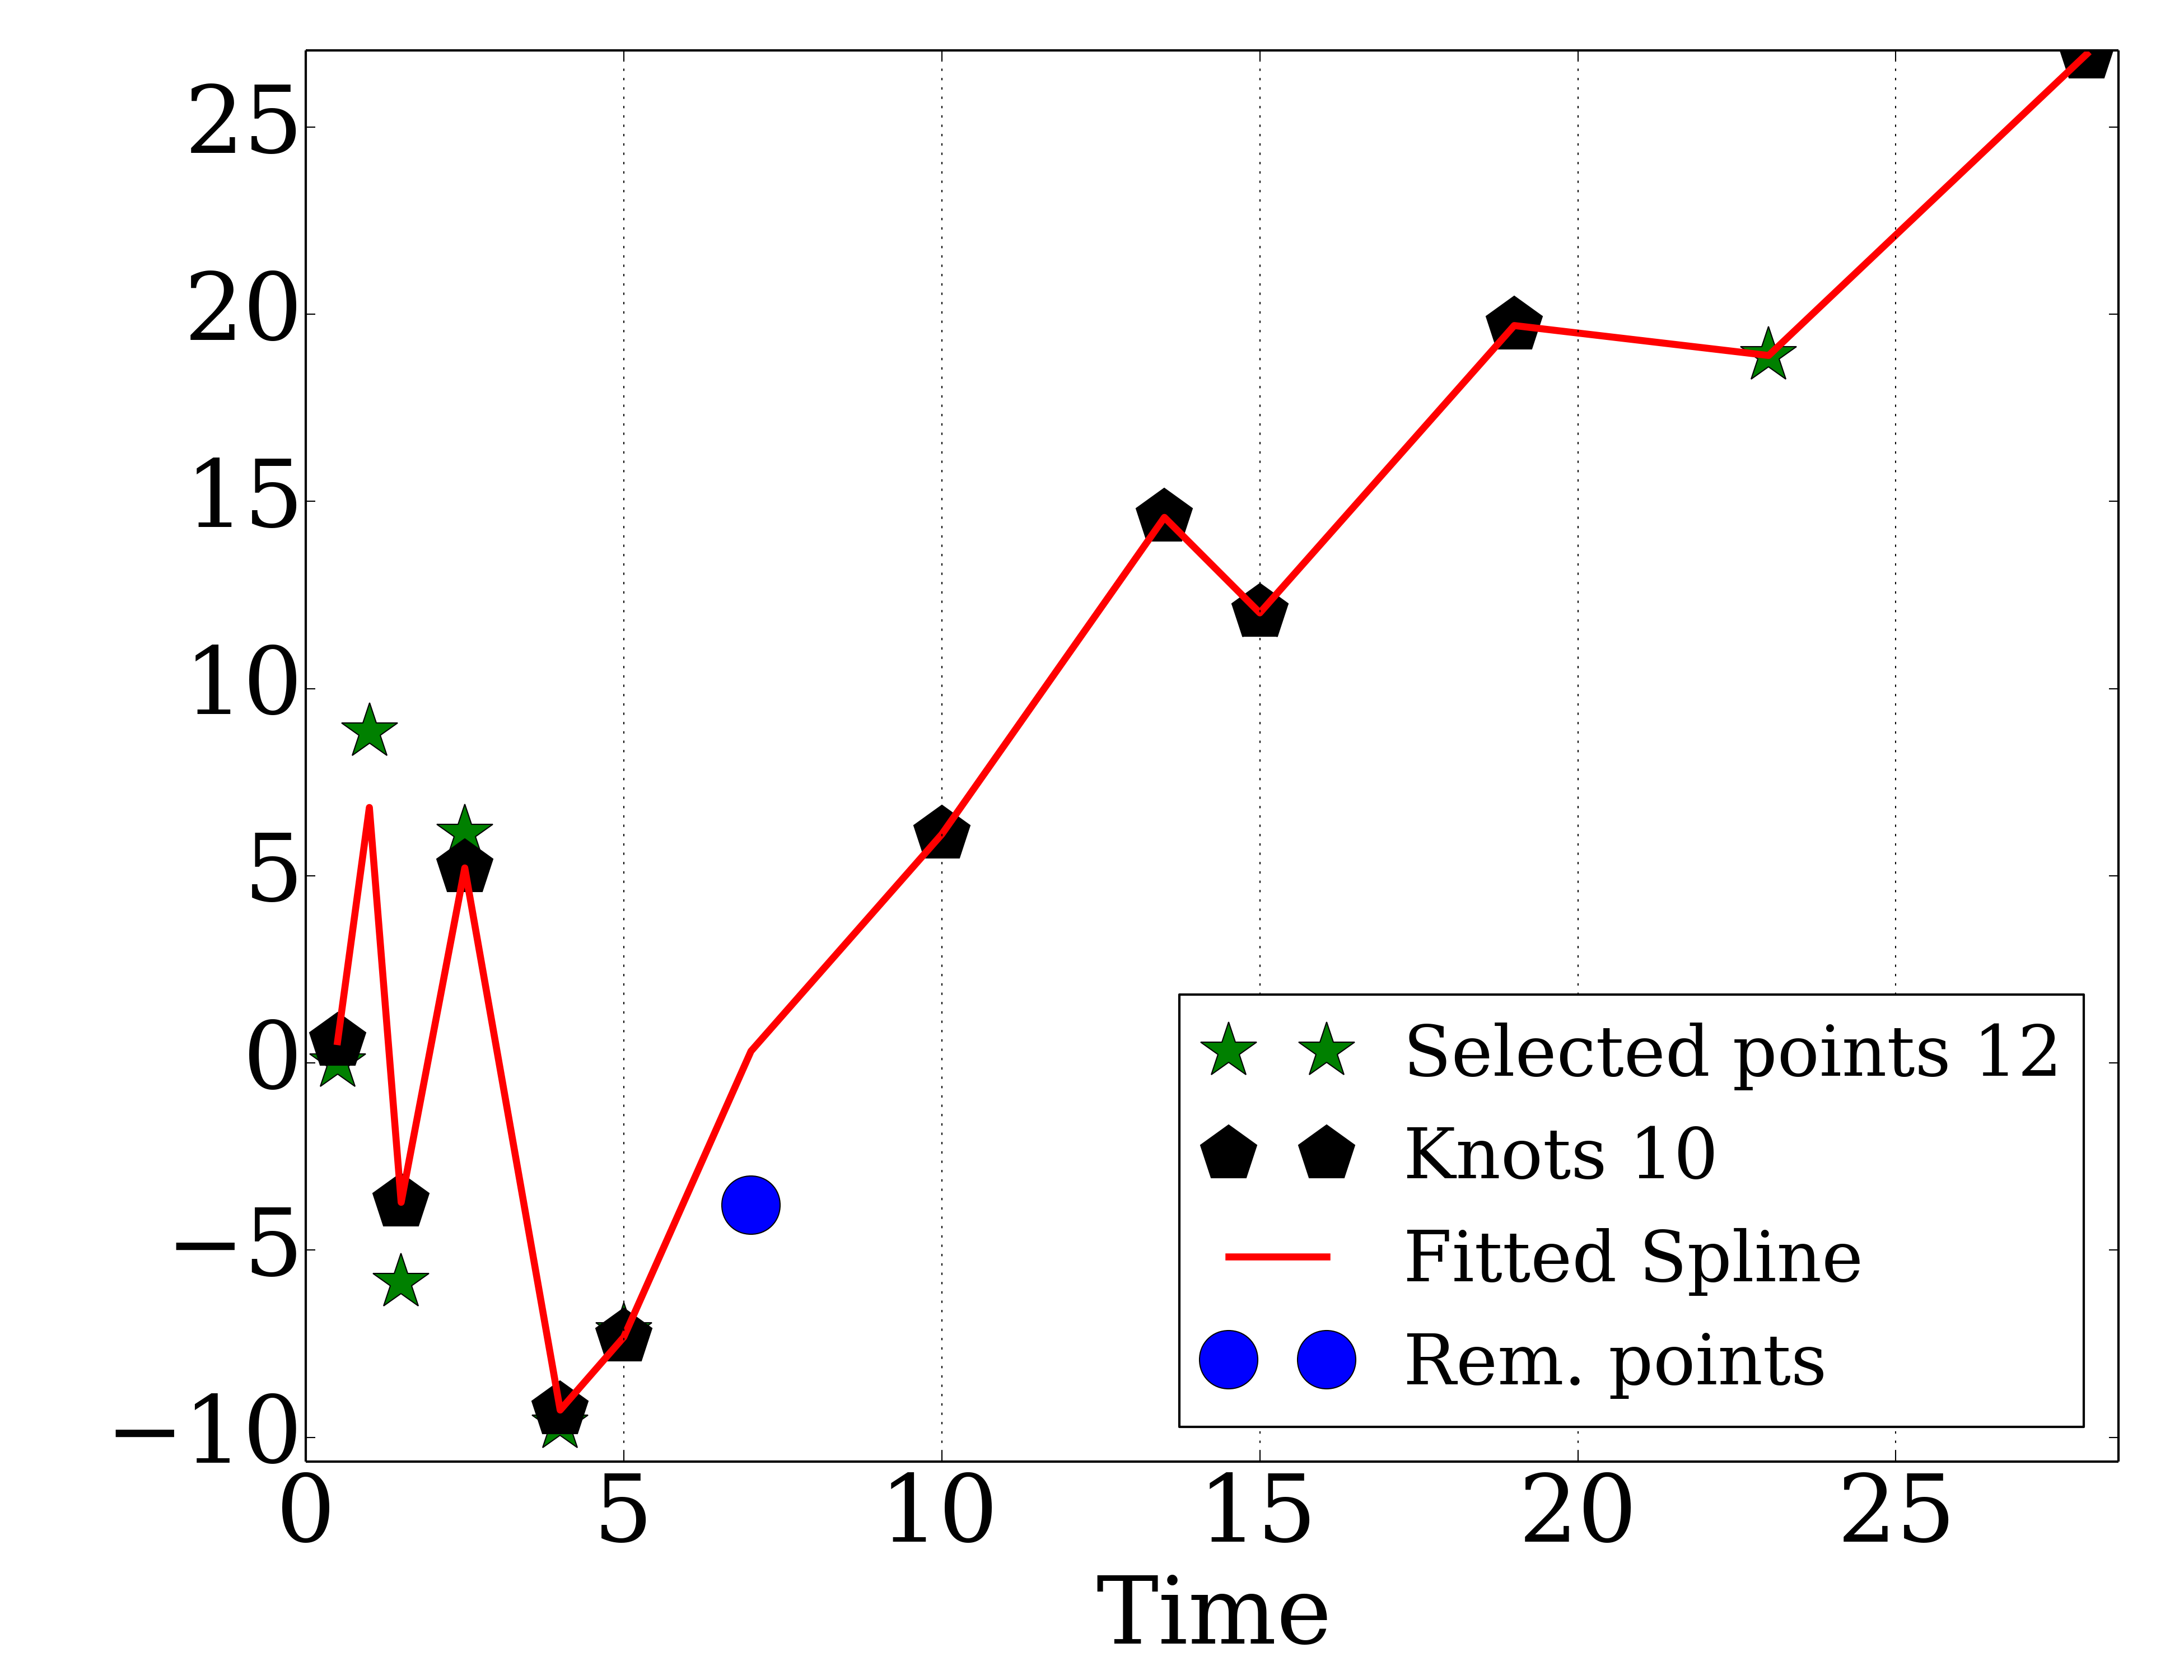 25
20
15
10
5
0
−5
−10
0 5 10 15 20 25
Time
Selected points 12
Knots 10
Fitted Spline
Rem. points